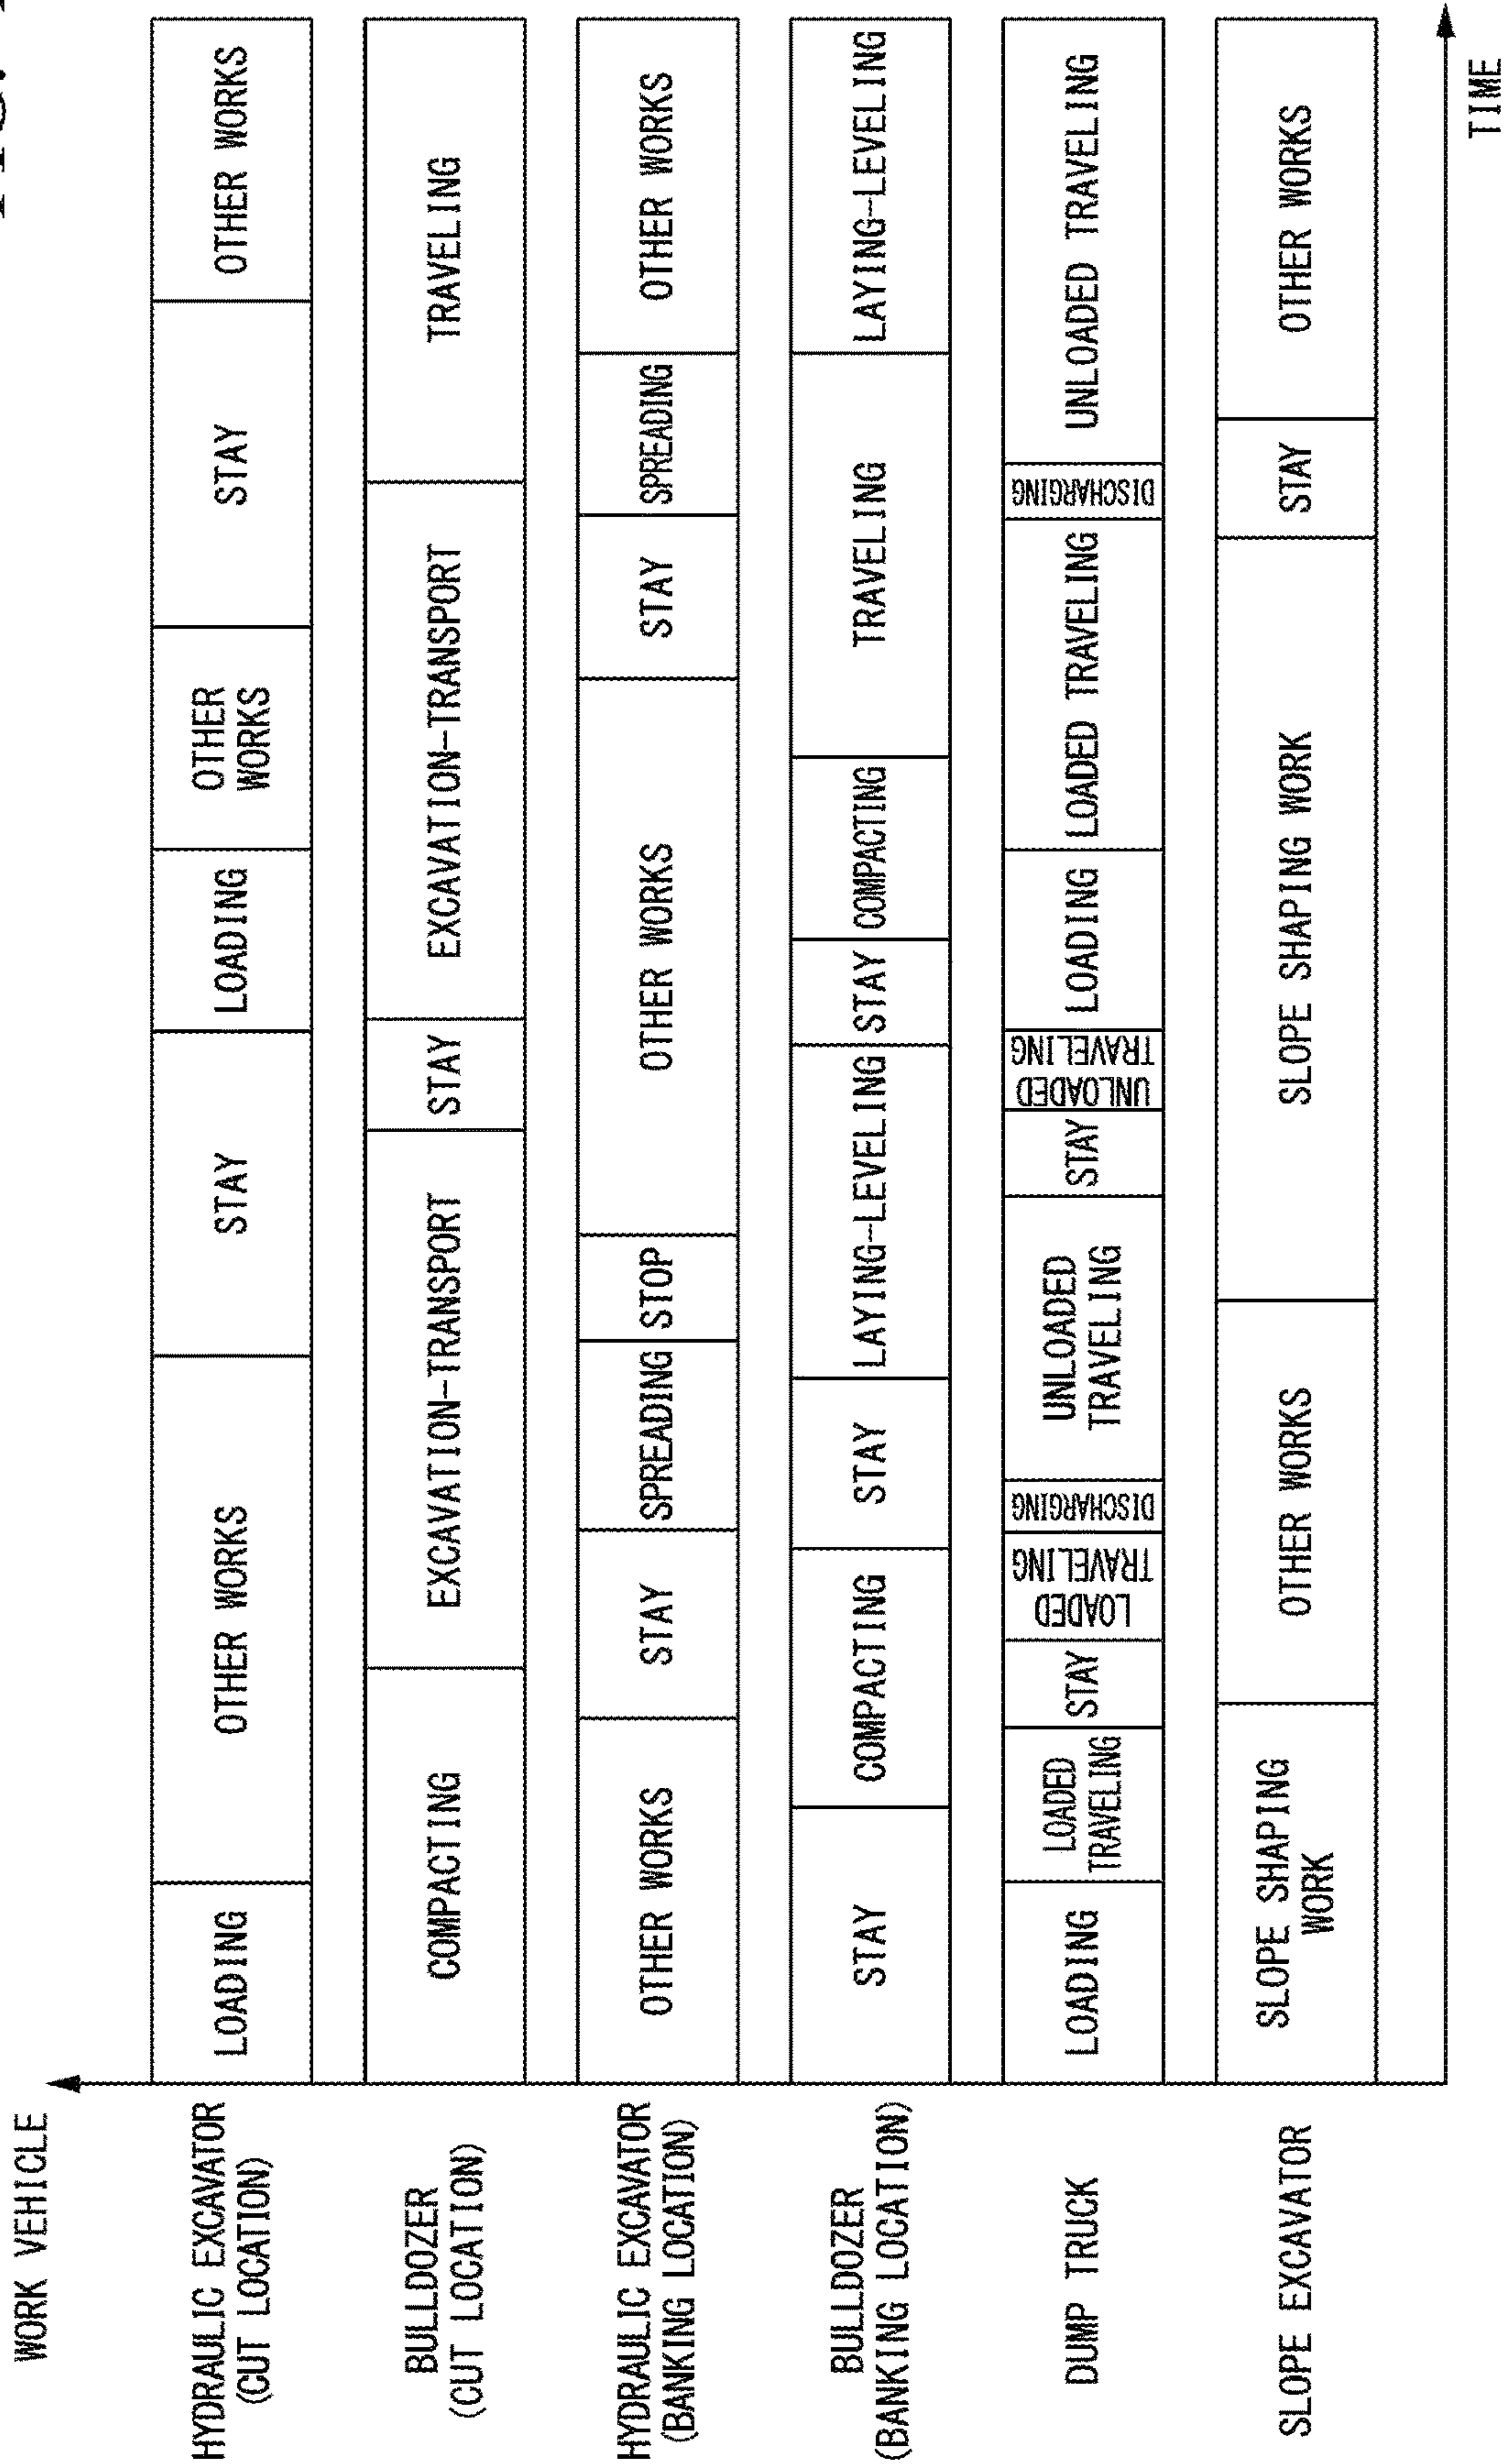 WORK VEHICLE
HYDRAULIC EXCAVATOR
(CUT LOCATION)
LOADING
OTHER WORKS
STAY
LOADING
OTHER
WORKS
STAY
OTHER WORKS
BULLDOZER
(CUT LOCATION)
COMPACTING
EXCAVATION-TRANSPORT
STAY
EXCAVATION-TRANSPORT
TRAVELING
HYDRAULIC EXCAVATOR
(BANKING LOCATION)
OTHER WORKS
STAY
SPREADING
STOP
OTHER WORKS
STAY
SPREADING
OTHER WORKS
BULLDOZER
(BANKING LOCATION)
STAY
COMPACTING
STAY
LAYING-LEVELING
STAY
COMPACTING
TRAVELING
LAYING-LEVELING
DUMP TRUCK
LOADING
LOADED
TRAVELING
STAY
LOADED
TRAVELING
DISCHARGING
UNLOADED
TRAVELING
STAY
UNLOADED
TRAVELING
LOADING
LOADED TRAVELING
DISCHARGING
UNLOADED TRAVELING
SLOPE EXCAVATOR
SLOPE SHAPING
WORK
OTHER WORKS
SLOPE SHAPING WORK
STAY
OTHER WORKS
TIME